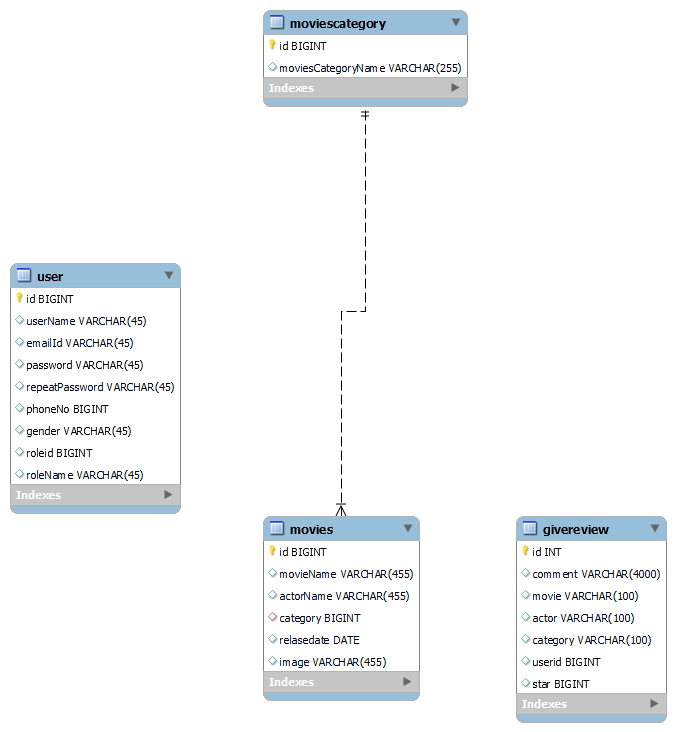 moviescategory
id BIGINT
moviesCategoryName VARCHAR(255)
Indexes
user
id BIGINT
userName VARCHAR(45)
emailId VARCHAR(45)
password VARCHAR(45)
repeatPassword VARCHAR(45)
phoneNo BIGINT
gender VARCHAR(45)
roleid BIGINT
roleName VARCHAR(45)
Indexes
movies
id BIGINT
movieName VARCHAR(455)
actorName VARCHAR(455)
category BIGINT
relasedate DATE
image VARCHAR(455)
Indexes
givereview
id INT
comment VARCHAR(4000)
movie VARCHAR(100)
actor VARCHAR(100)
category VARCHAR(100)
userid BIGINT
star BIGINT
Indexes